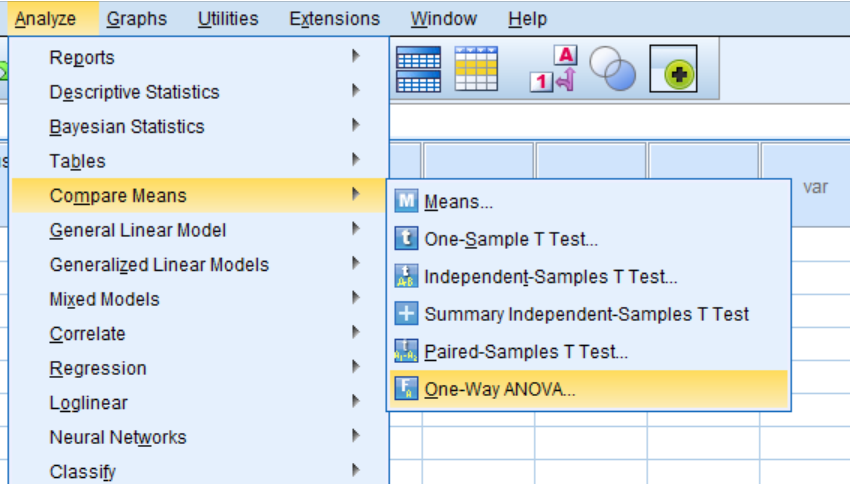 Analyze Graphs Utilities Extensions Window Help
Reports
Descriptive Statistics
Bayesian Statistics
Tables
Compare Means
General Linear Model
Generalized Linear Models
Mixed Models
Correlate
Regression
Loglinear
Neural Networks
Classify
A
1
var
M Means...
t One-Sample T Test...
Independent-Samples T Test...
Summary Independent-Samples T Test
Paired-Samples T Test...
One-Way ANOVA...